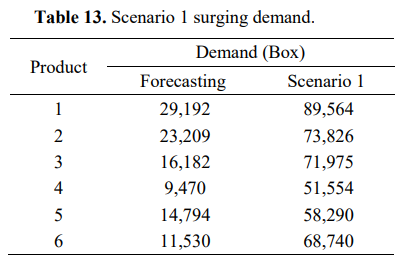 Table 13. Scenario 1 surging demand.
Product Demand (Box)
Forecasting Scenario 1
1 29,192 89,564
2 23,209 73,826
3 16,182 71,975
4 9,470 51,554
5 14,794 58,290
6 11,530 68,740